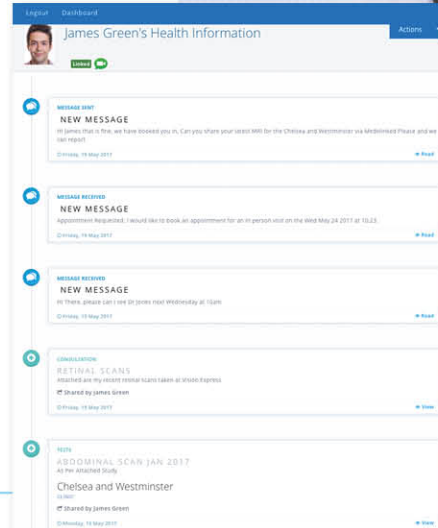 Logout Dashboard
James Green's Health Information
Actions
Linked
MESSAGE SENT
NEW MESSAGE
Hi James that is fine, we have booked you in, Can you share your latest MRI for the Chelsea and Westminster via Medelinked Please and we
can report
Friday, 19 May 2017
Read
MESSAGE RECEIVED
NEW MESSAGE
Appointment Requested, I would like to book an appointment for an in person visit on the Wed May 24 2017 at 10.23.
Friday, 19 May 2017
Read
MESSAGE RECEIVED
NEW MESSAGE
Hi There, please can I see Dr Jones next Wednesday at 10am
Friday, 19 May 2017
Read
CONSULTATION
RETINAL SCANS
Attached are my recent retinal scans taken at Vision Express
Shared by James Green
Friday, 19 May 2017
View
TESTS
ABDOMINAL SCAN JAN 2017
As Per Attached Study
Chelsea and Westminster
Shared by James Green
View